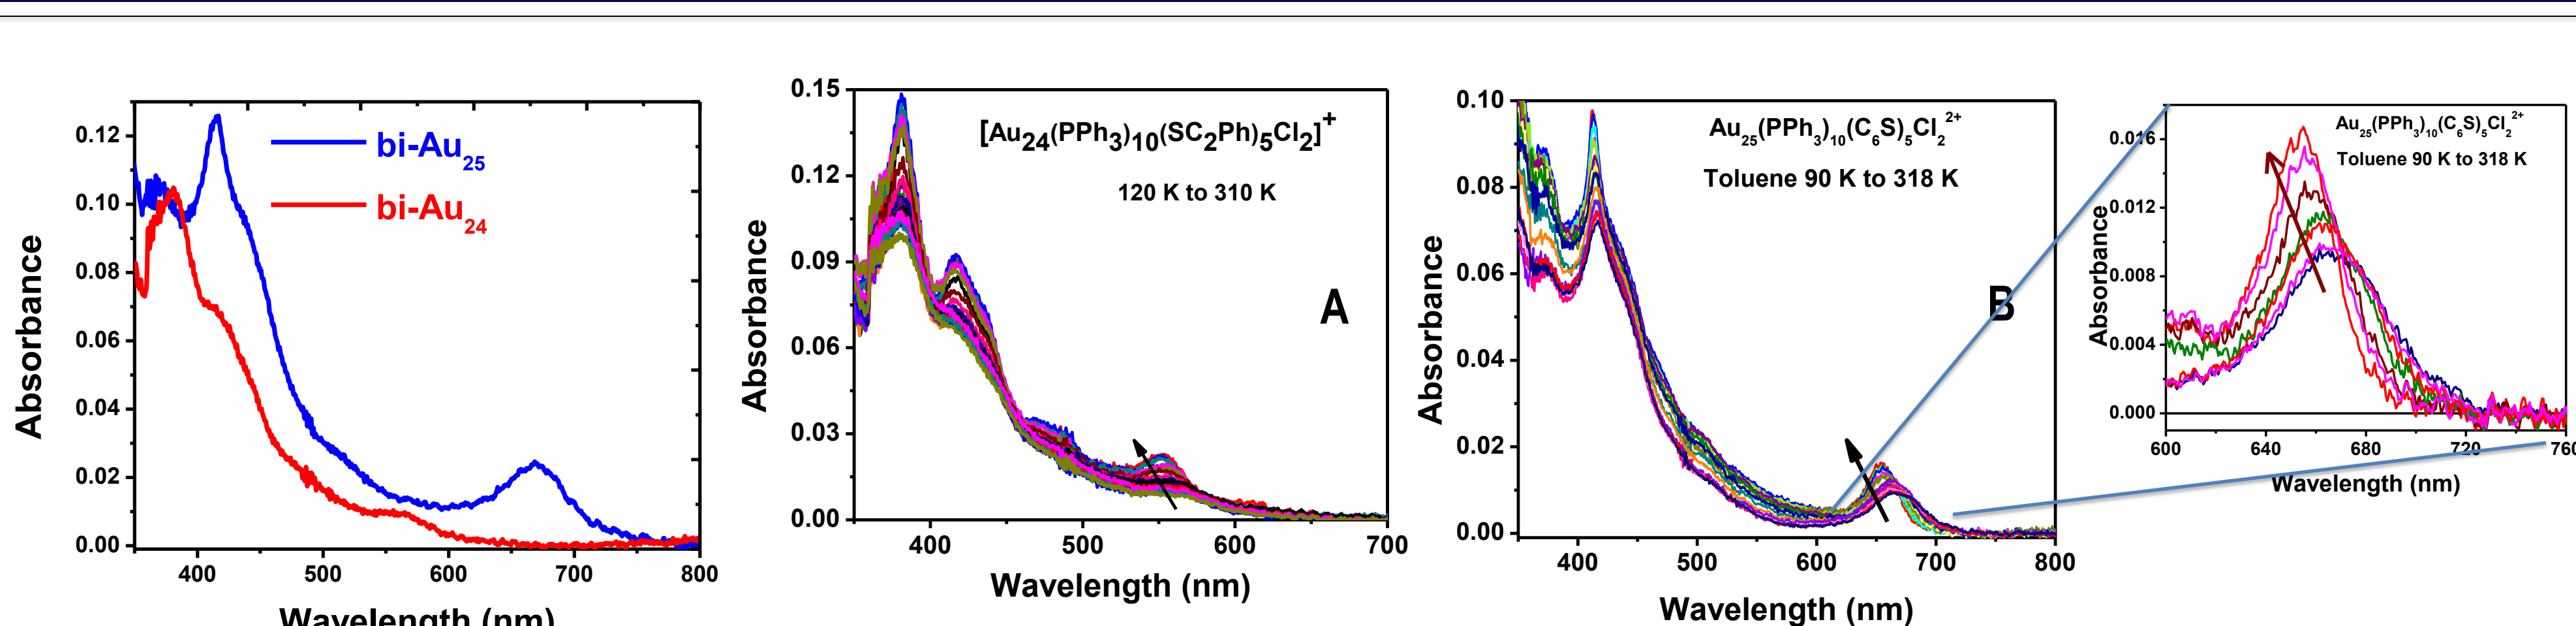 0.12
0.10
0.08
0.06
0.04
0.02
0.00
400 500 600 700 800
Absorbance
Wavelength (nm)
bi-Au25
bi-Au24
0.15
0.12
0.09
0.06
0.03
0.00
400 500 600 700
Absorbance
Wavelength (nm)
[Au24(PPh3)10(SC2Ph)5Cl2]+
120 K to 310 K
A
0.10
0.08
0.06
0.04
0.02
0.00
400 500 600 700 800
Absorbance
Wavelength (nm)
Au25(PPh3)10(C6S)5Cl2 2+
Toluene 90 K to 318 K
B
0.016
0.012
0.008
0.004
0.000
600 640 680 720 760
Absorbance
Wavelength (nm)
Au25(PPh3)10(C6S)5Cl2 2+
Toluene 90 K to 318 K